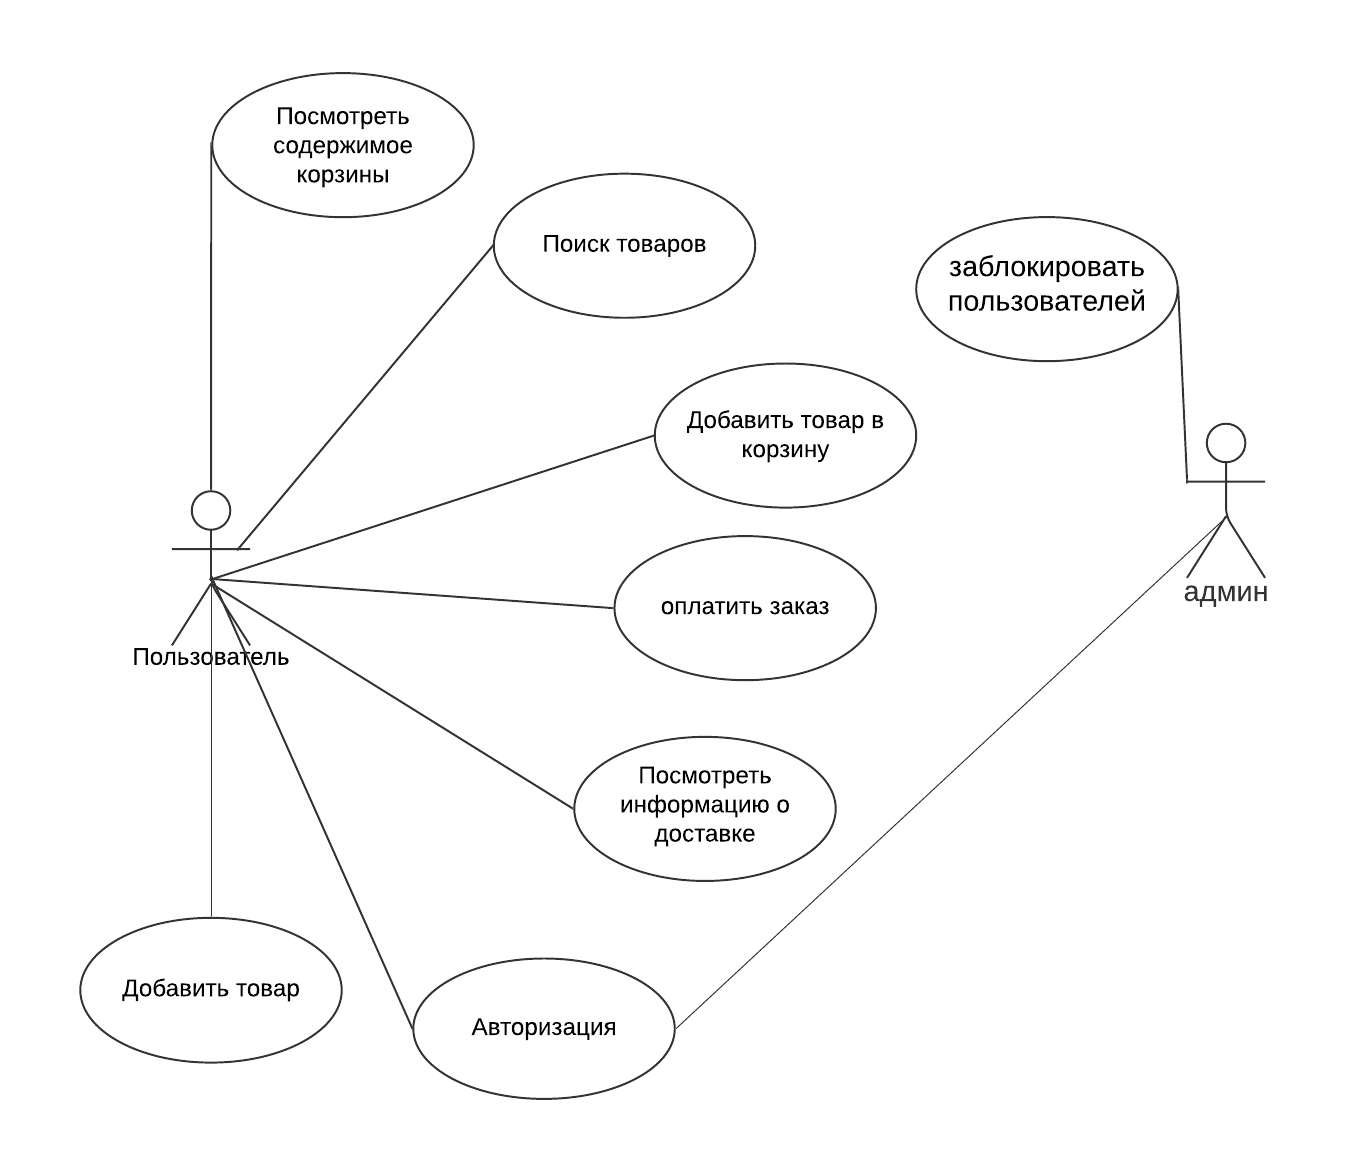 Посмотреть
содержимое
корзины
Поиск товаров
заблокировать
пользователей
Добавить товар в
корзину
оплатить заказ
админ
Пользователь
Посмотреть
информацию о
доставке
Добавить товар
Авторизация